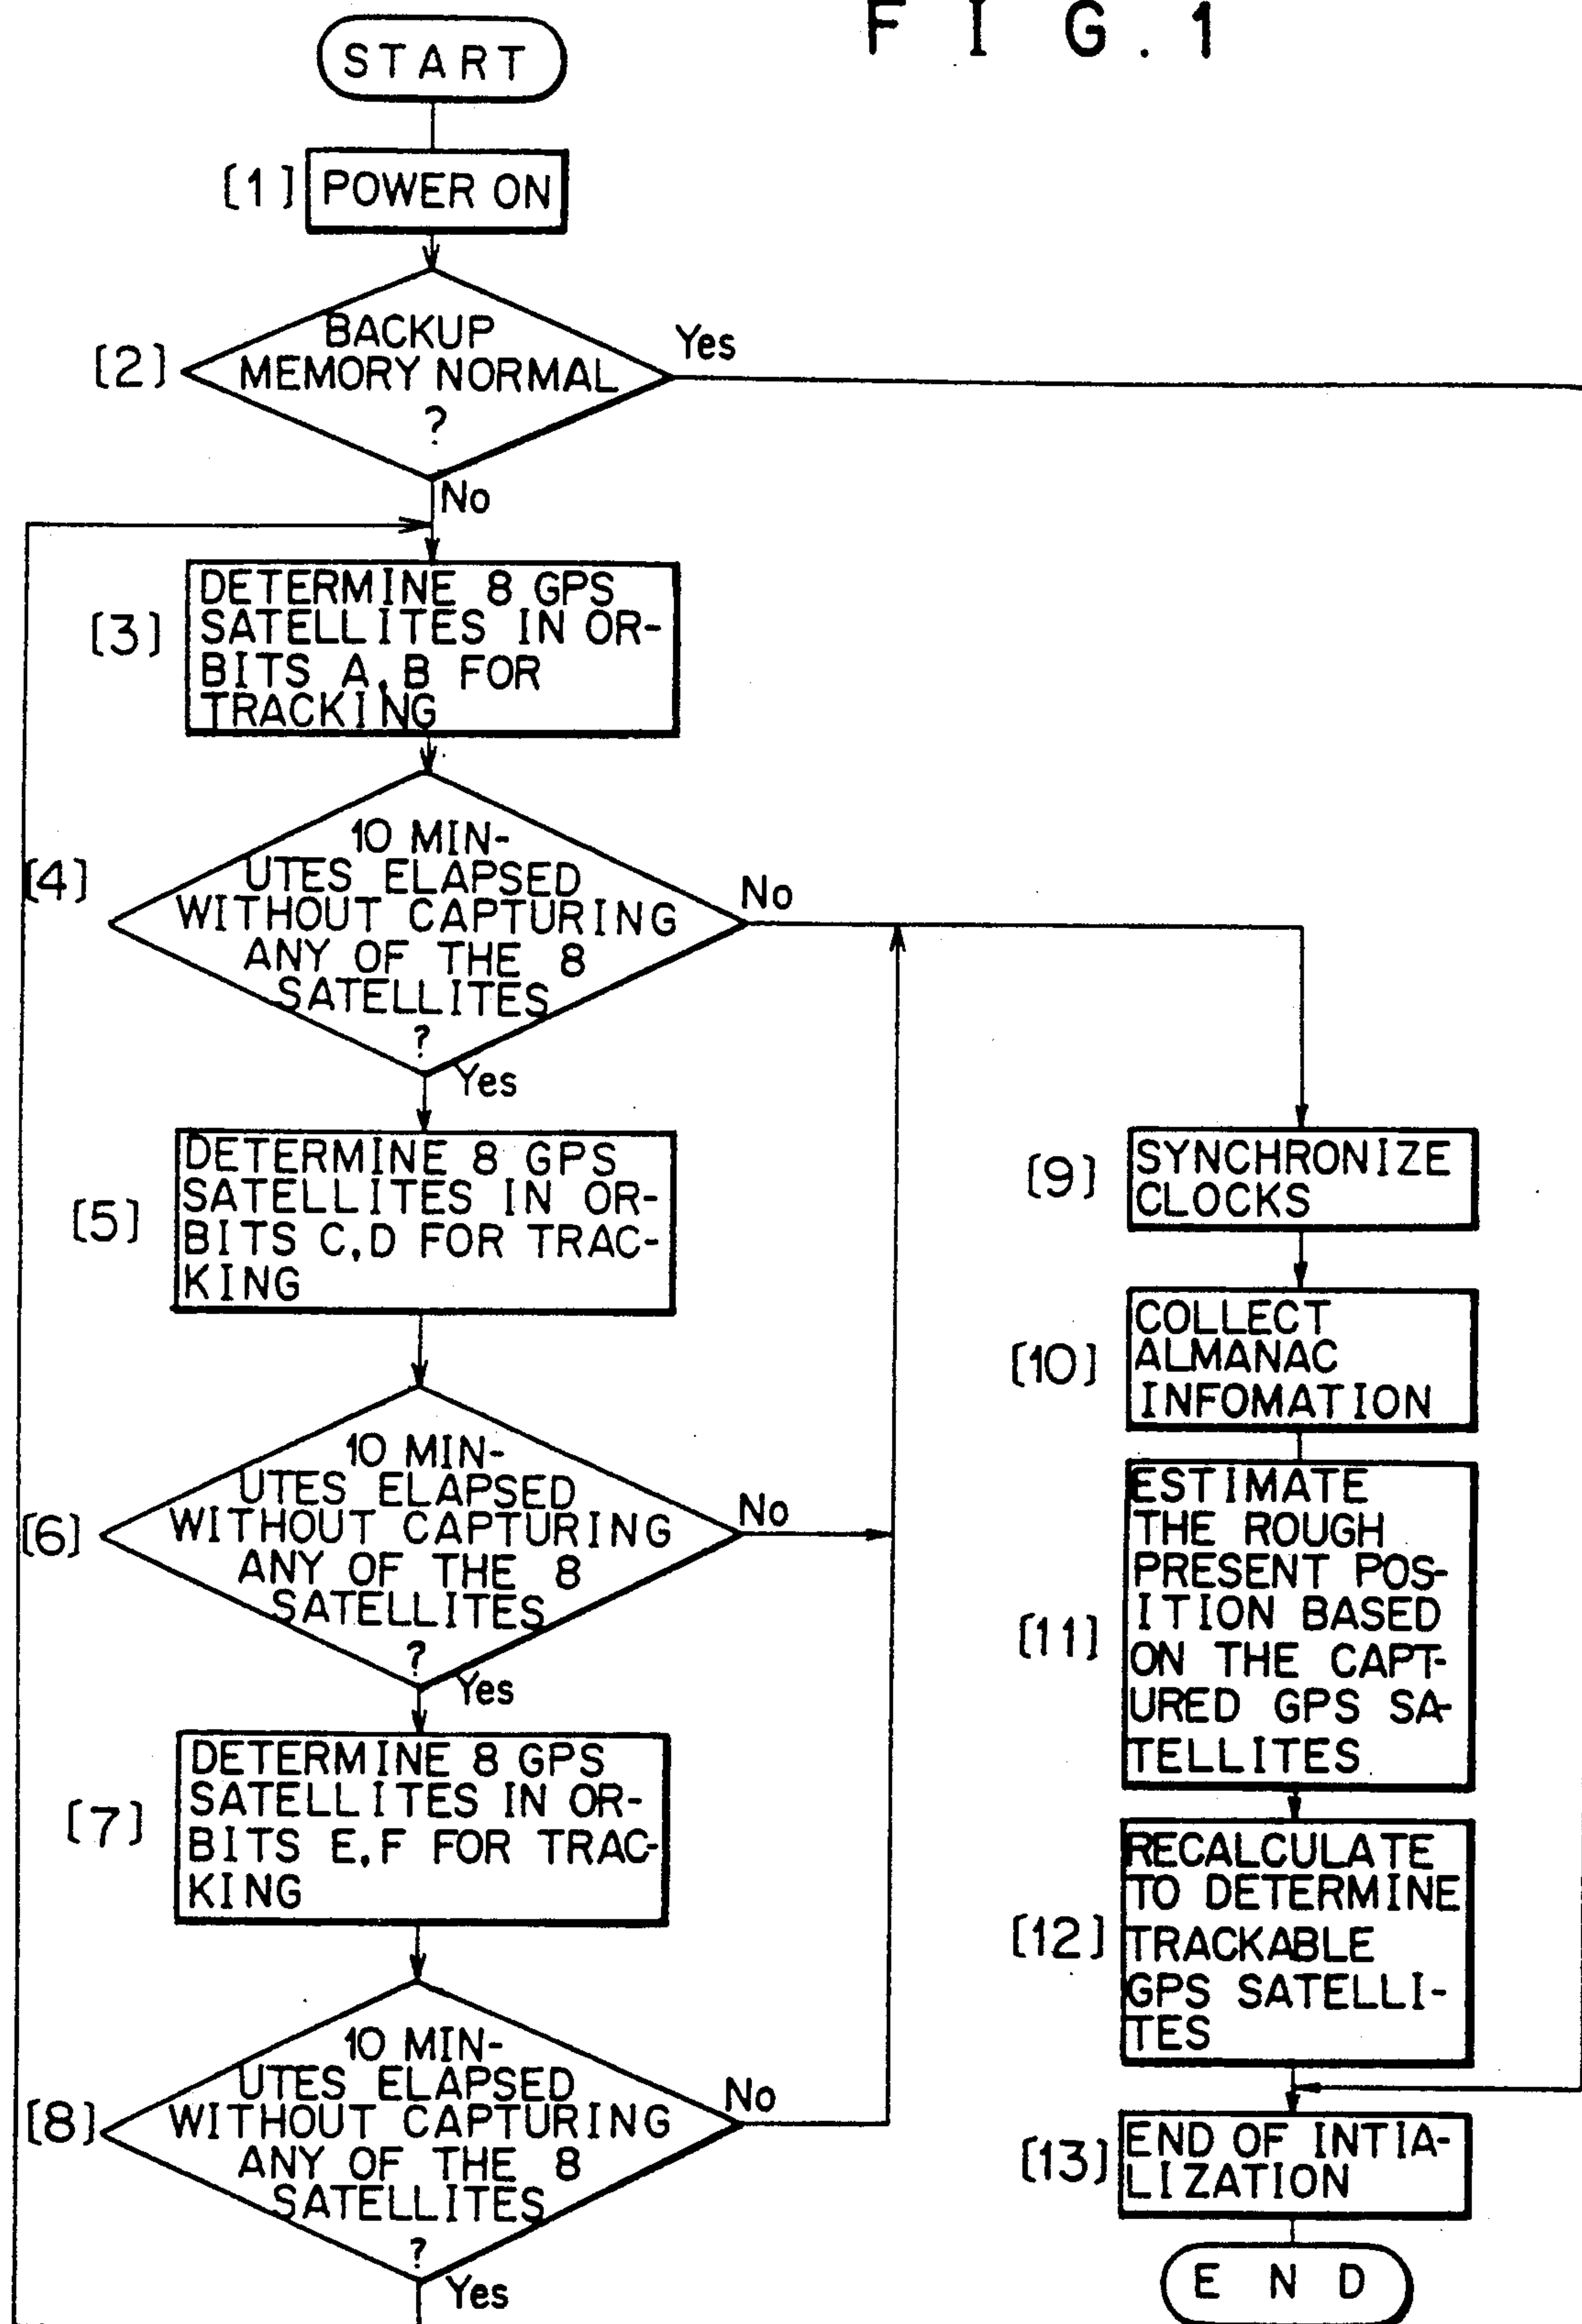 FIG.1
START
[1] POWER ON
[2] BACKUP
MEMORY NORMAL
?
Yes
No
[3] DETERMINE 8 GPS
SATELLITES IN OR-
BITS A,B FOR
TRACKING
[4] 10 MIN-
UTES ELAPSED
WITHOUT CAPTURING
ANY OF THE 8
SATELLITES
?
No
Yes
[5] DETERMINE 8 GPS
SATELLITES IN OR-
BITS C,D FOR TRAC-
KING
[6] 10 MIN-
UTES ELAPSED
WITHOUT CAPTURING
ANY OF THE 8
SATELLITES
?
No
Yes
[7] DETERMINE 8 GPS
SATELLITES IN OR-
BITS E,F FOR TRAC-
KING
[8] 10 MIN-
UTES ELAPSED
WITHOUT CAPTURING
ANY OF THE 8
SATELLITES
?
No
Yes
[9] SYNCHRONIZE
CLOCKS
[10] COLLECT
ALMANAC
INFOMATION
[11] ESTIMATE
THE ROUGH
PRESENT POS-
ITION BASED
ON THE CAPT-
URED GPS SA-
TELLITES
[12] RECALCULATE
TO DETERMINE
TRACKABLE
GPS SATELLI-
TES
[13] END OF INTIA-
LIZATION
END